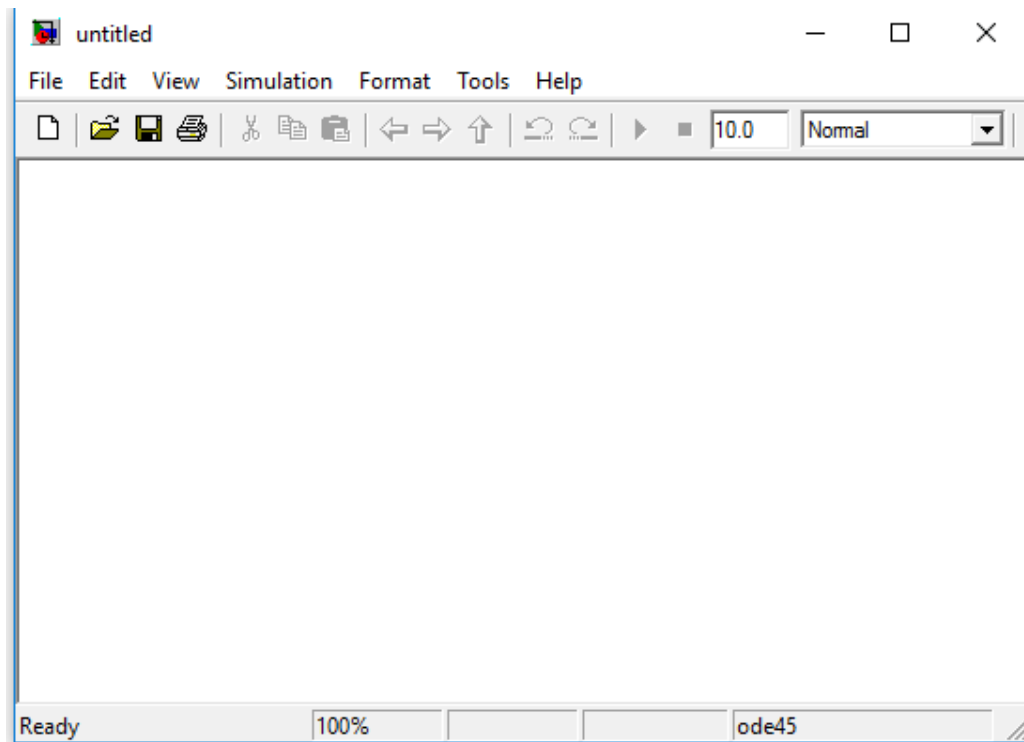 untitled
File Edit View Simulation Format Tools Help
10.0 Normal
Ready 100% ode45